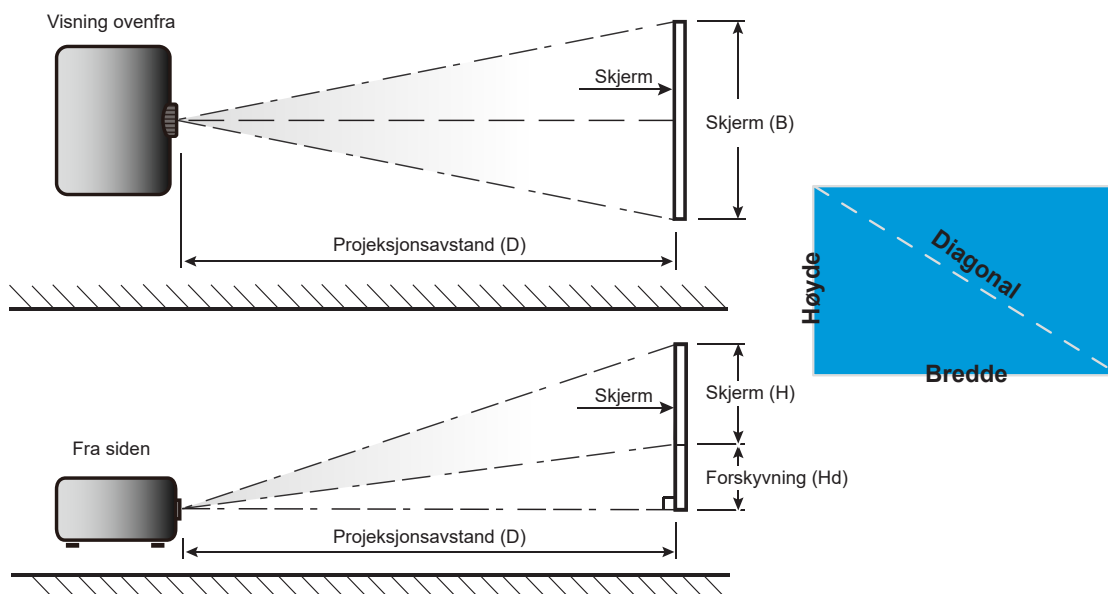 Visning ovenfra
Skjerm
Skjerm (B)
Projeksjonsavstand (D)
Høyde
Diagonal
Bredde
Fra siden
Skjerm
Skjerm (H)
Forskyvning (Hd)
Projeksjonsavstand (D)